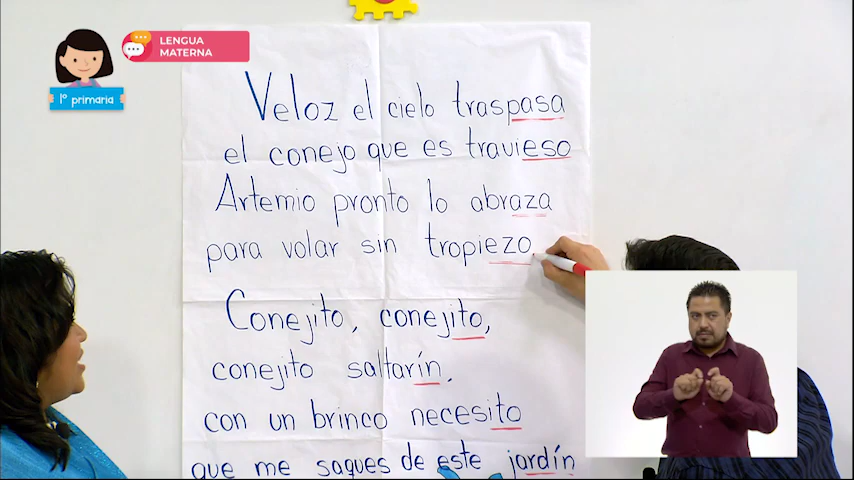 LENGUA
MATERNA
1° primaria
Veloz el cielo traspasa
el conejo que es travieso
Artemio pronto lo abraza
para volar sin tropiezo
Conejito, conejito,
conejito saltarín,
con un brinco necesito
que me saques de este jardín